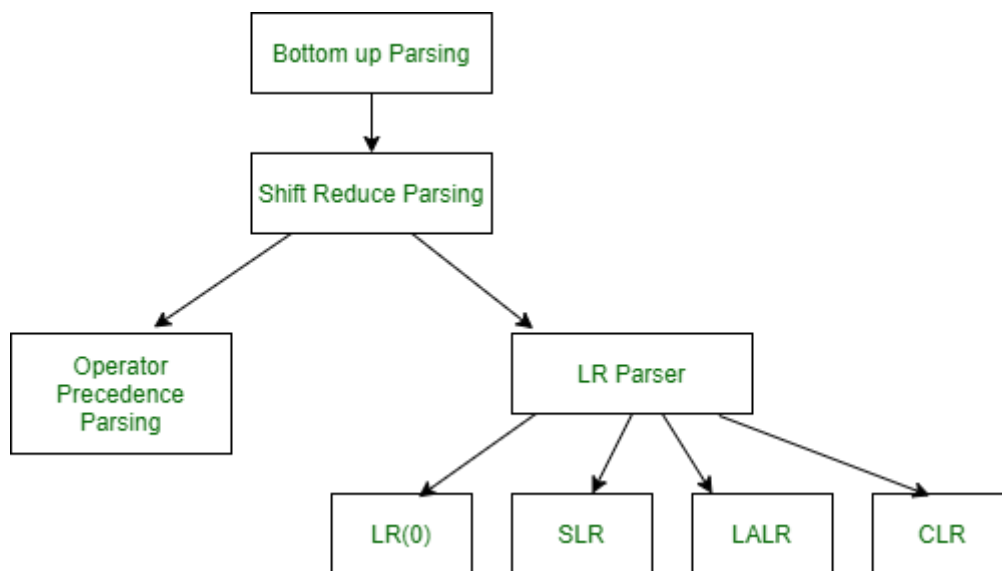 Bottom up Parsing
Shift Reduce Parsing
Operator
Precedence
Parsing
LR Parser
LR(0)
SLR
LALR
CLR